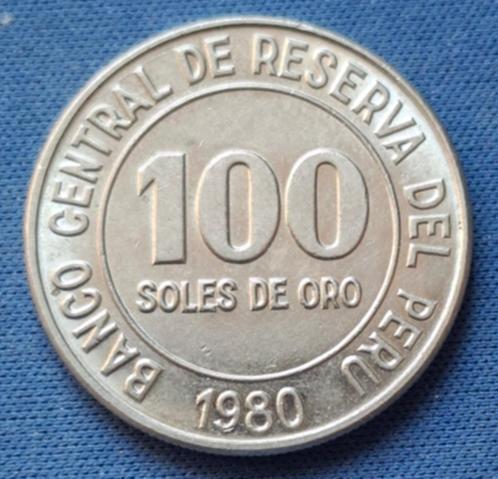 BANCO CENTRAL DE RESERVA DEL PERU
100
SOLES DE ORO
1980